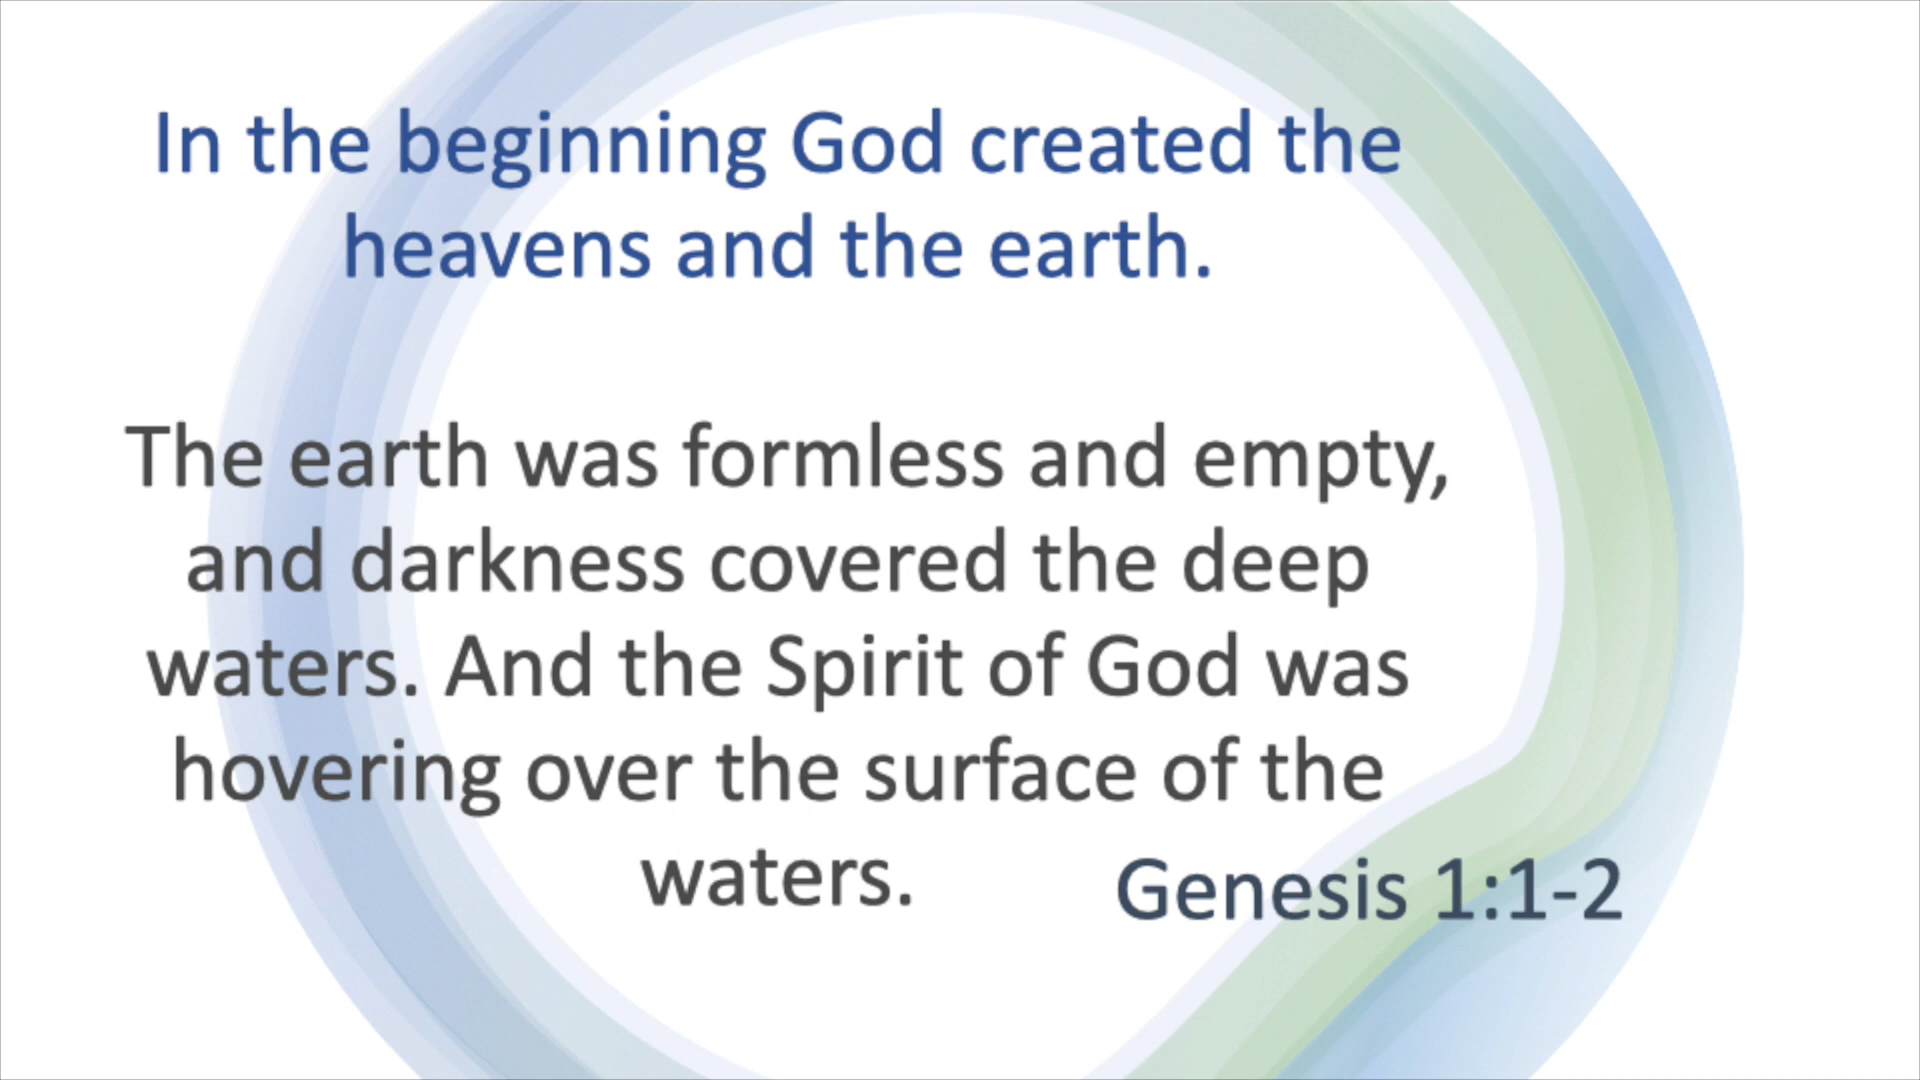 In the beginning God created the
heavens and the earth.
The earth was formless and empty,
and darkness covered the deep
waters. And the Spirit of God was
hovering over the surface of the
waters.
Genesis 1:1-2